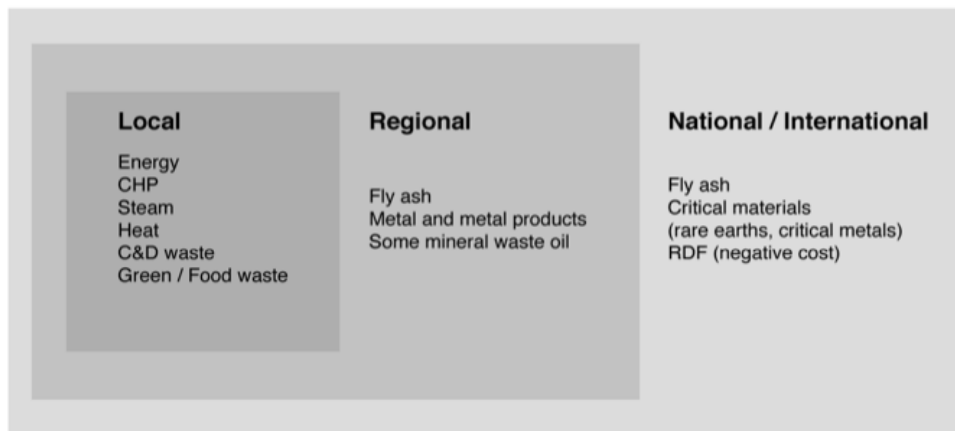 Local
Energy
CHP
Steam
Heat
C&D waste
Green / Food waste
Regional
Fly ash
Metal and metal products
Some mineral waste oil
National / International
Fly ash
Critical materials
(rare earths, critical metals)
RDF (negative cost)